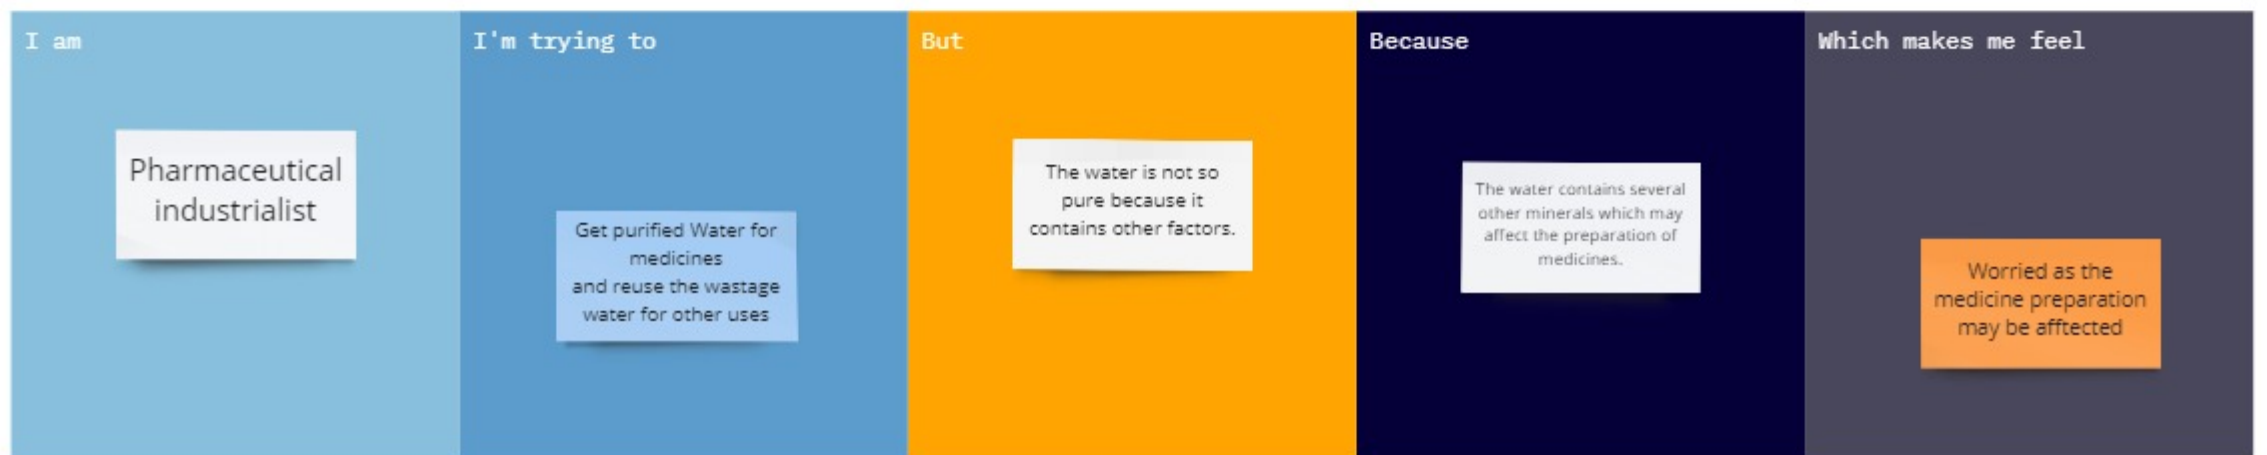 I am
Pharmaceutical
industrialist
I'm trying to
Get purified Water for
medicines
and reuse the wastage
water for other uses
But
The water is not so
pure because it
contains other factors.
Because
The water contains several
other minerals which may
affect the preparation of
medicines.
Which makes me feel
Worried as the
medicine preparation
may be afftected